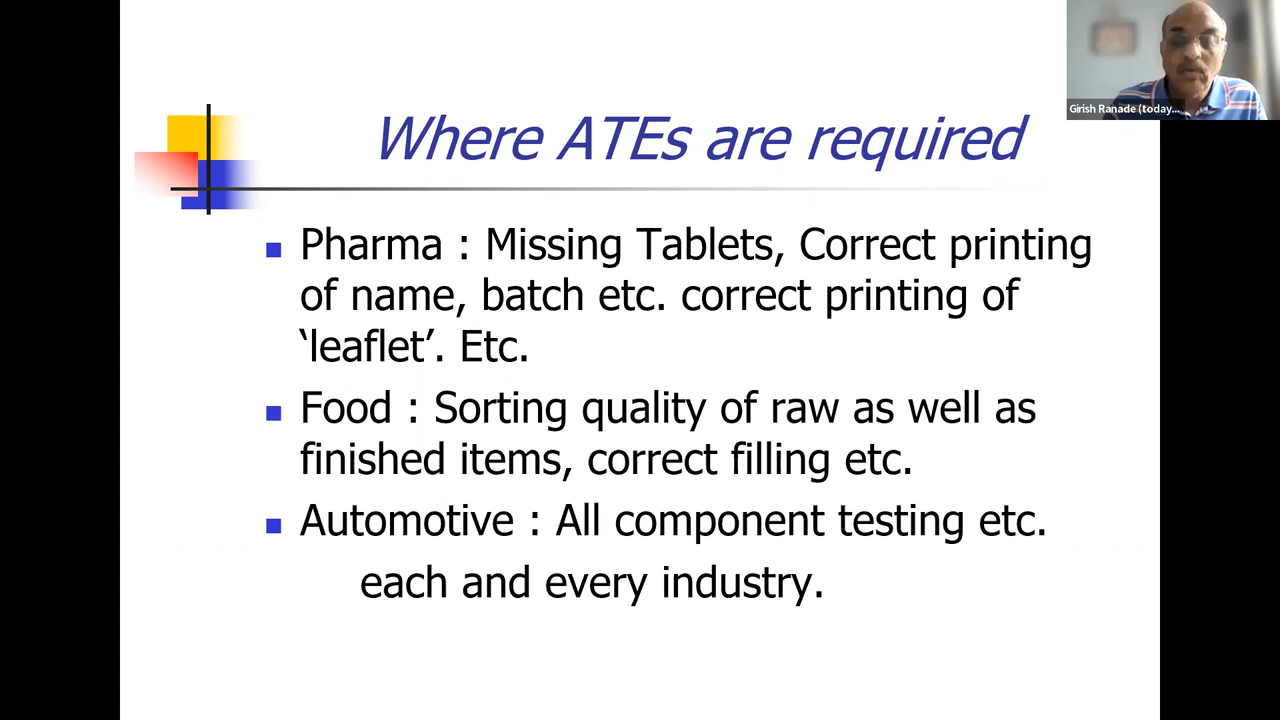 Where ATEs are required
Girish Ranade (today...
■ Pharma : Missing Tablets, Correct printing
of name, batch etc. correct printing of
‘leaflet’. Etc.
■ Food : Sorting quality of raw as well as
finished items, correct filling etc.
■ Automotive : All component testing etc.
each and every industry.